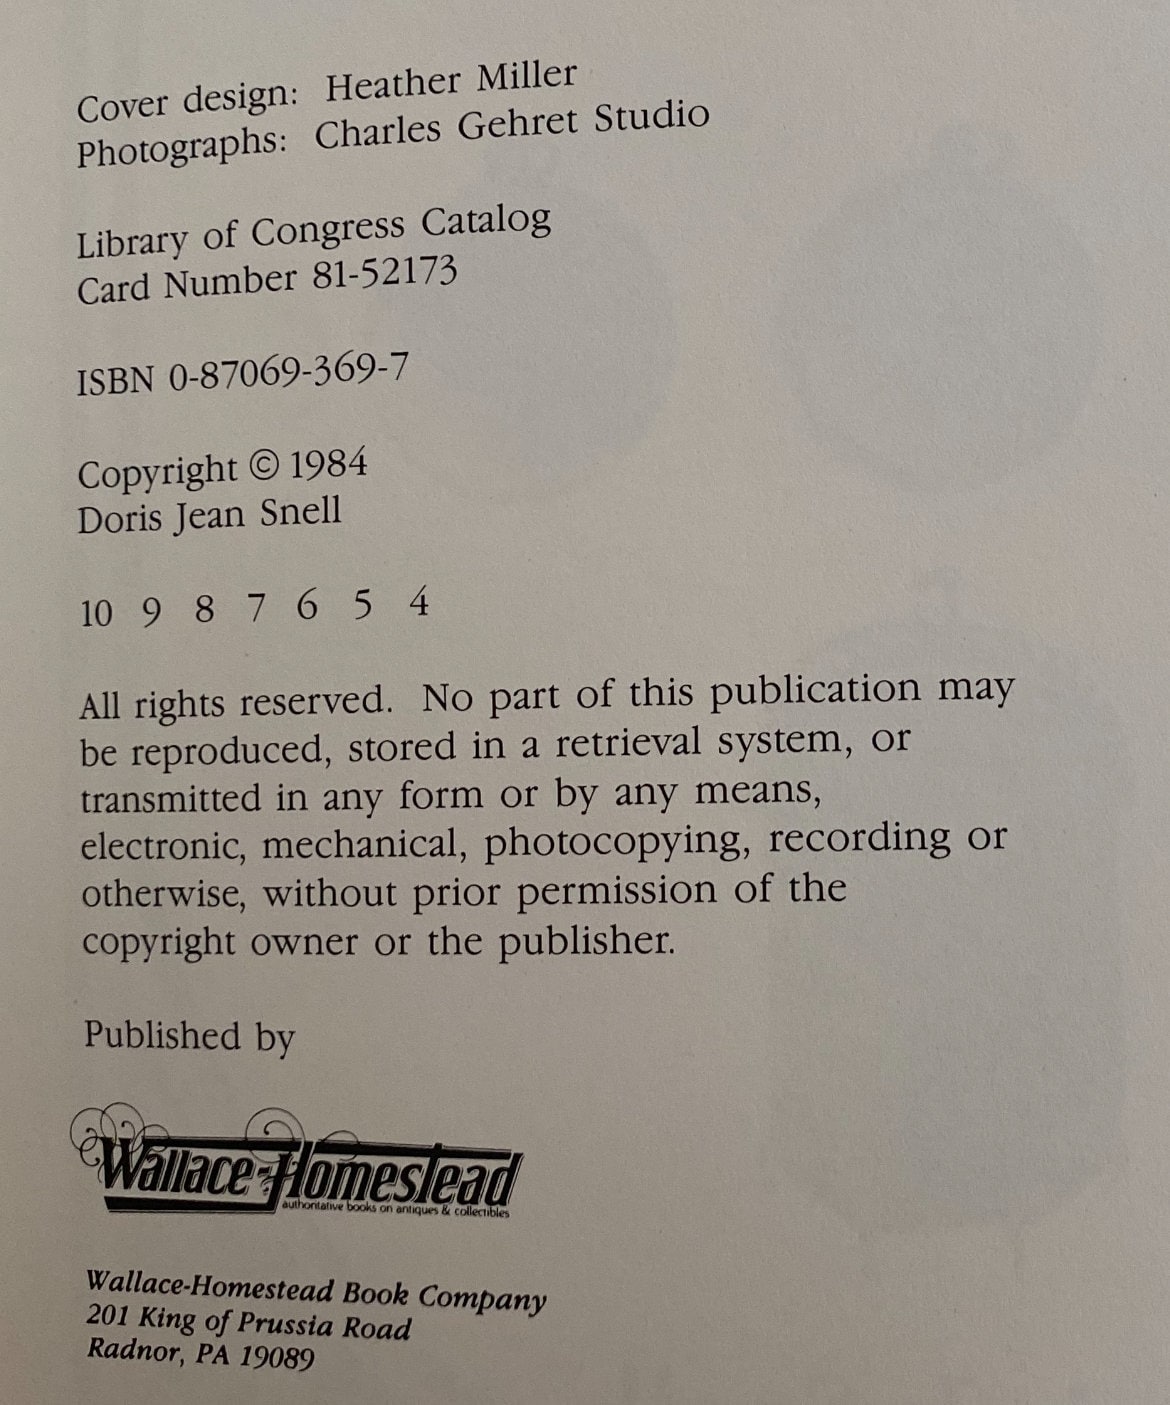 Cover design: Heather Miller
Photographs: Charles Gehret Studio
Library of Congress Catalog
Card Number 81-52173
ISBN 0-87069-369-7
Copyright © 1984
Doris Jean Snell
10 9 8 7 6 5 4
All rights reserved. No part of this publication may
be reproduced, stored in a retrieval system, or
transmitted in any form or by any means,
electronic, mechanical, photocopying, recording or
otherwise, without prior permission of the
copyright owner or the publisher.
Published by
Wallace-Homestead
authoritative books on antiques & collectibles
Wallace-Homestead Book Company
201 King of Prussia Road
Radnor, PA 19089